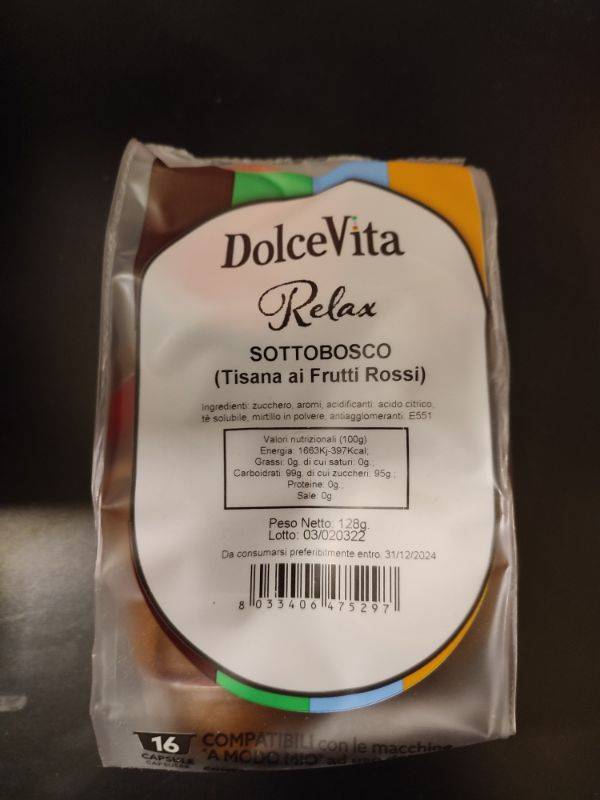 DolceVita
Relax
SOTTOBOSCO
(Tisana ai Frutti Rossi)
Ingredienti: zucchero, aromi, acidificanti: acido citrico,
tè solubile, mirtillo in polvere, antiagglomeranti: E551
Valori nutrizionali (100g)
Energia: 1663Kj-397Kcal;
Grassi: 0g. di cui saturi: 0g.;
Carboidrati: 99g. di cui zuccheri: 95g.;
Proteine: 0g.;
Sale: 0g.
Peso Netto: 128g.
Lotto: 03/020322
Da consumarsi preferibilmente entro: 31/12/2024
8 033406 475297
16
CAPSULE
COMPATIBILI con le macchine
"A MODO MIO" ad uso